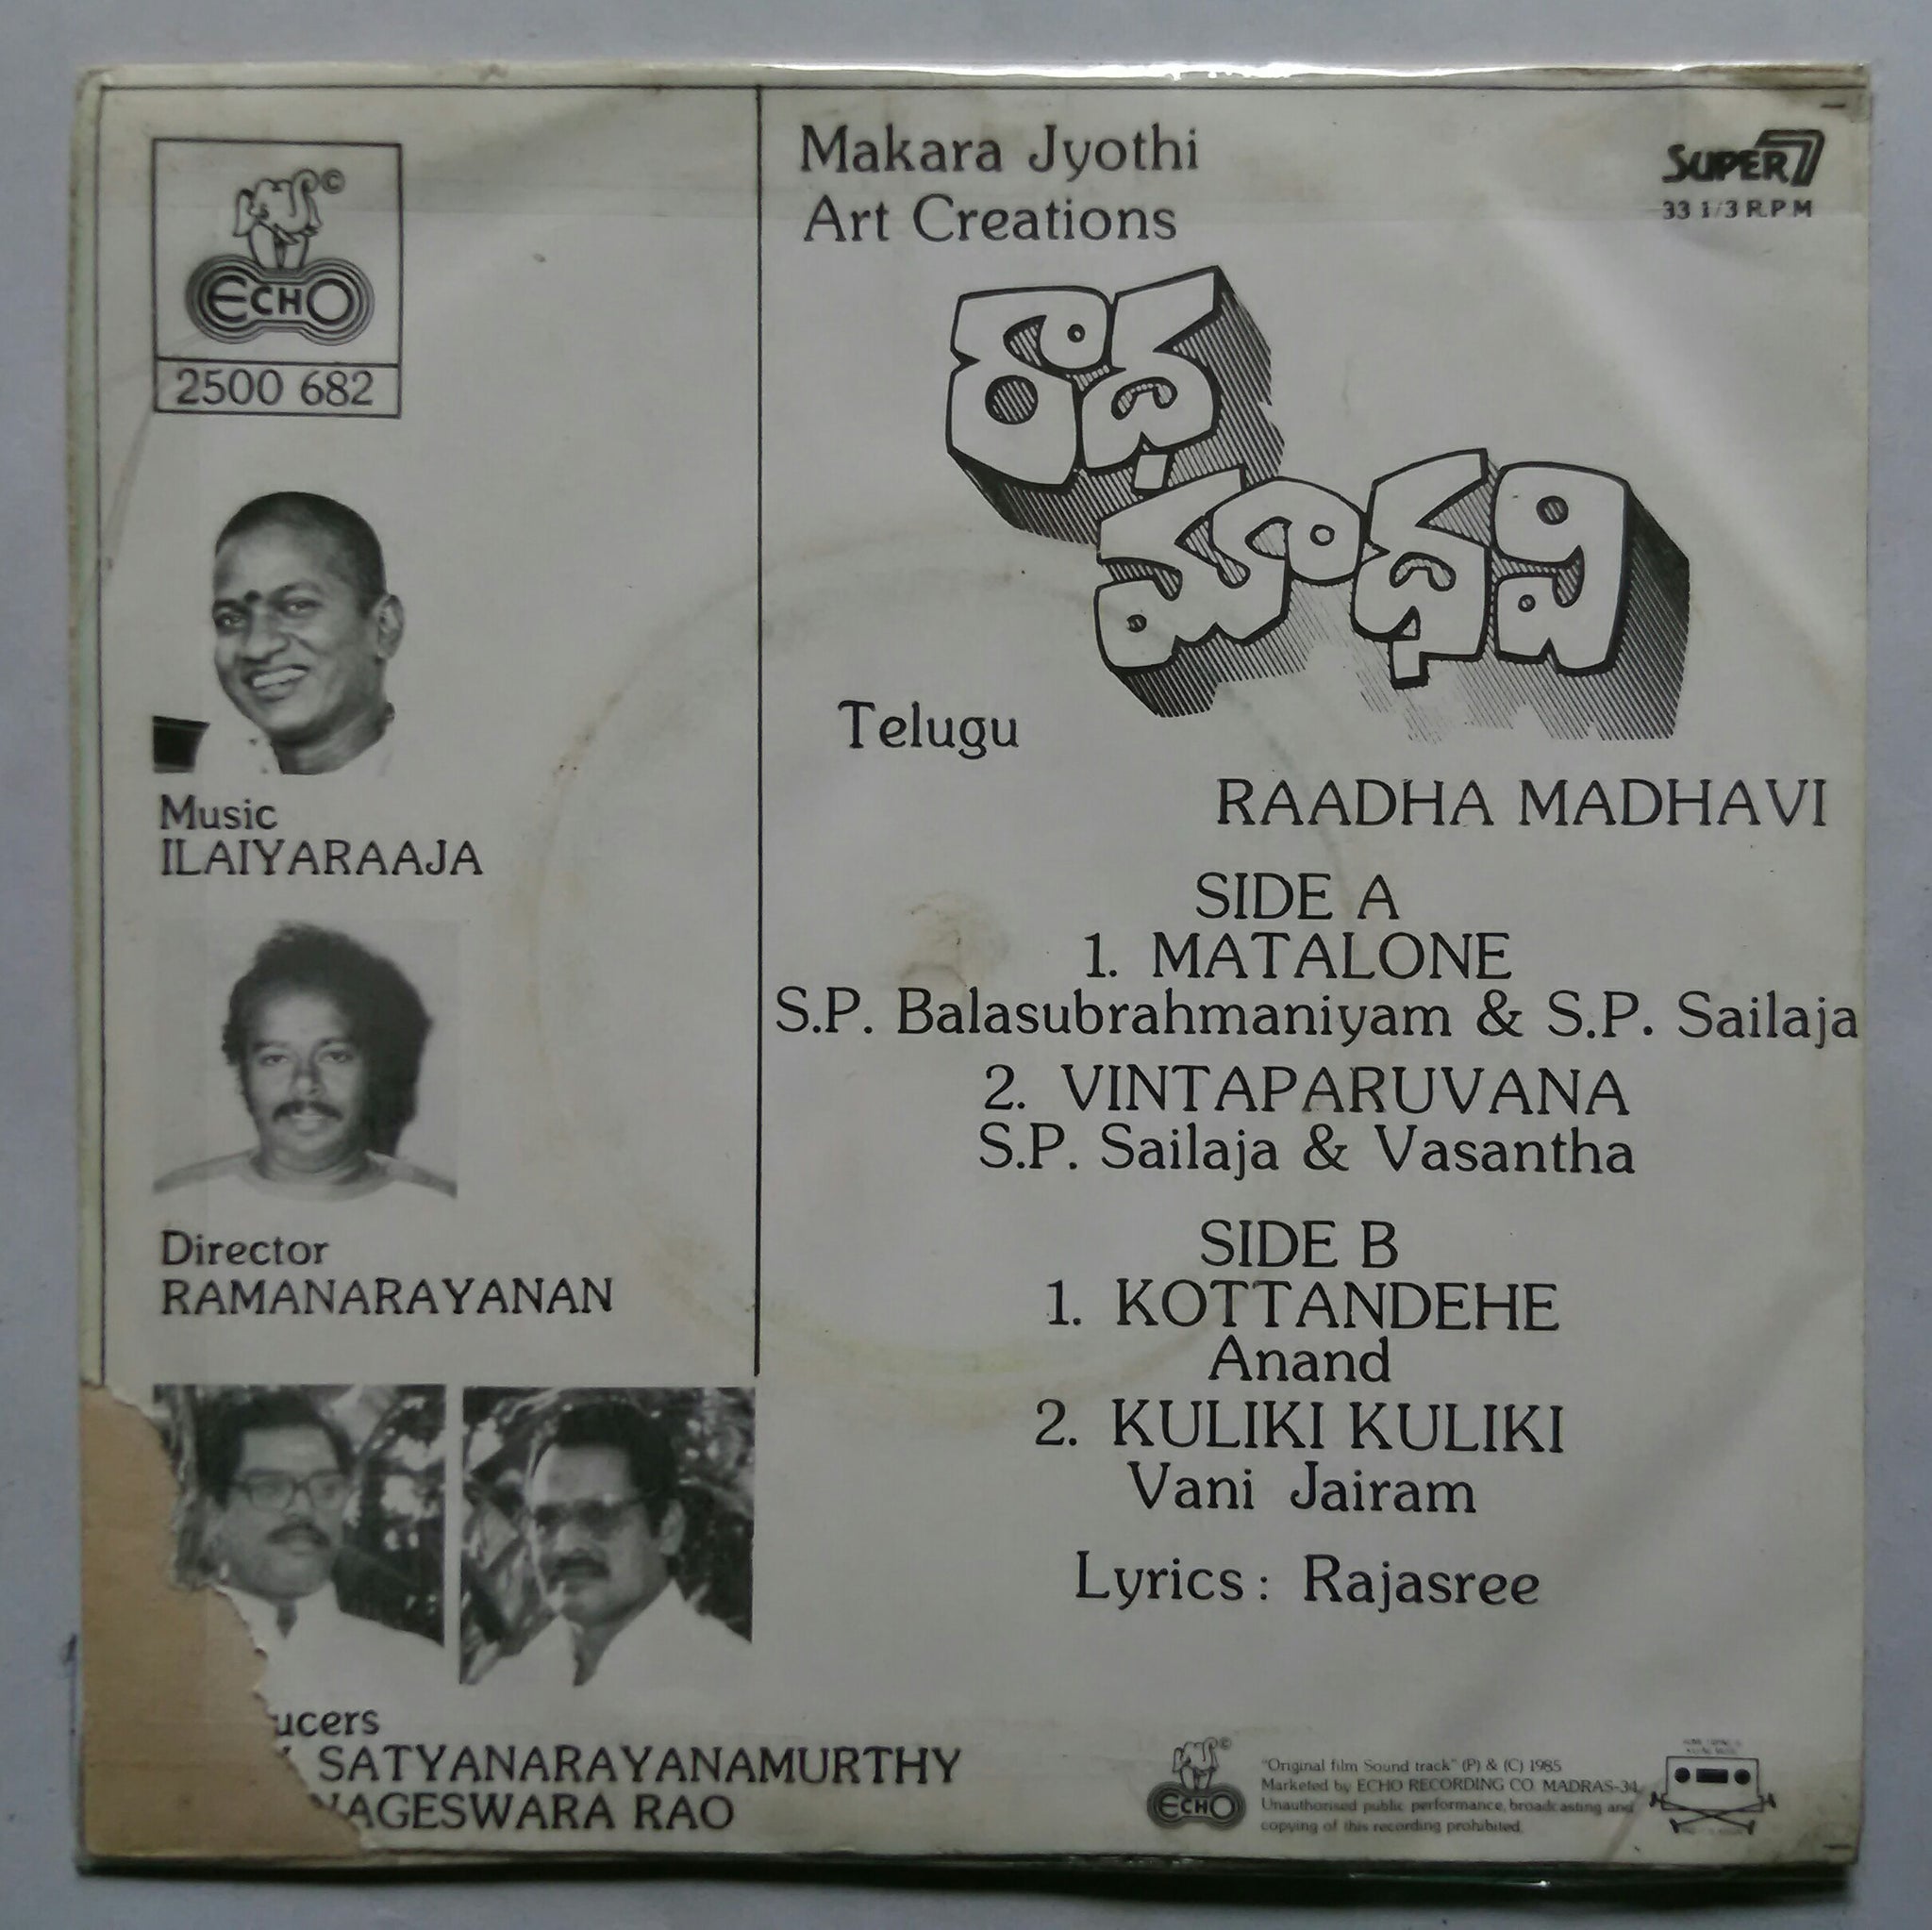 ECHO
2500 682
Music
ILAIYARAAJA
Director
RAMANARAYANAN
ucers
SATYANARAYANAMURTHY
NAGESWARA RAO
Makara Jyothi
Art Creations
SUPER 7
33 1/3 R.P.M
రాధ
మాధవి
Telugu
RAADHA MADHAVI
SIDE A
1. MATALONE
S.P. Balasubrahmaniyam & S.P. Sailaja
2. VINTAPARUVANA
S.P. Sailaja & Vasantha
SIDE B
1. KOTTANDEHE
Anand
2. KULIKI KULIKI
Vani Jairam
Lyrics : Rajasree
ECHO
"Original film Sound track" (P) & (C) 1985
Marketed by ECHO RECORDING CO. MADRAS-34
Unauthorised public performance, broadcasting and
copying of this recording prohibited.